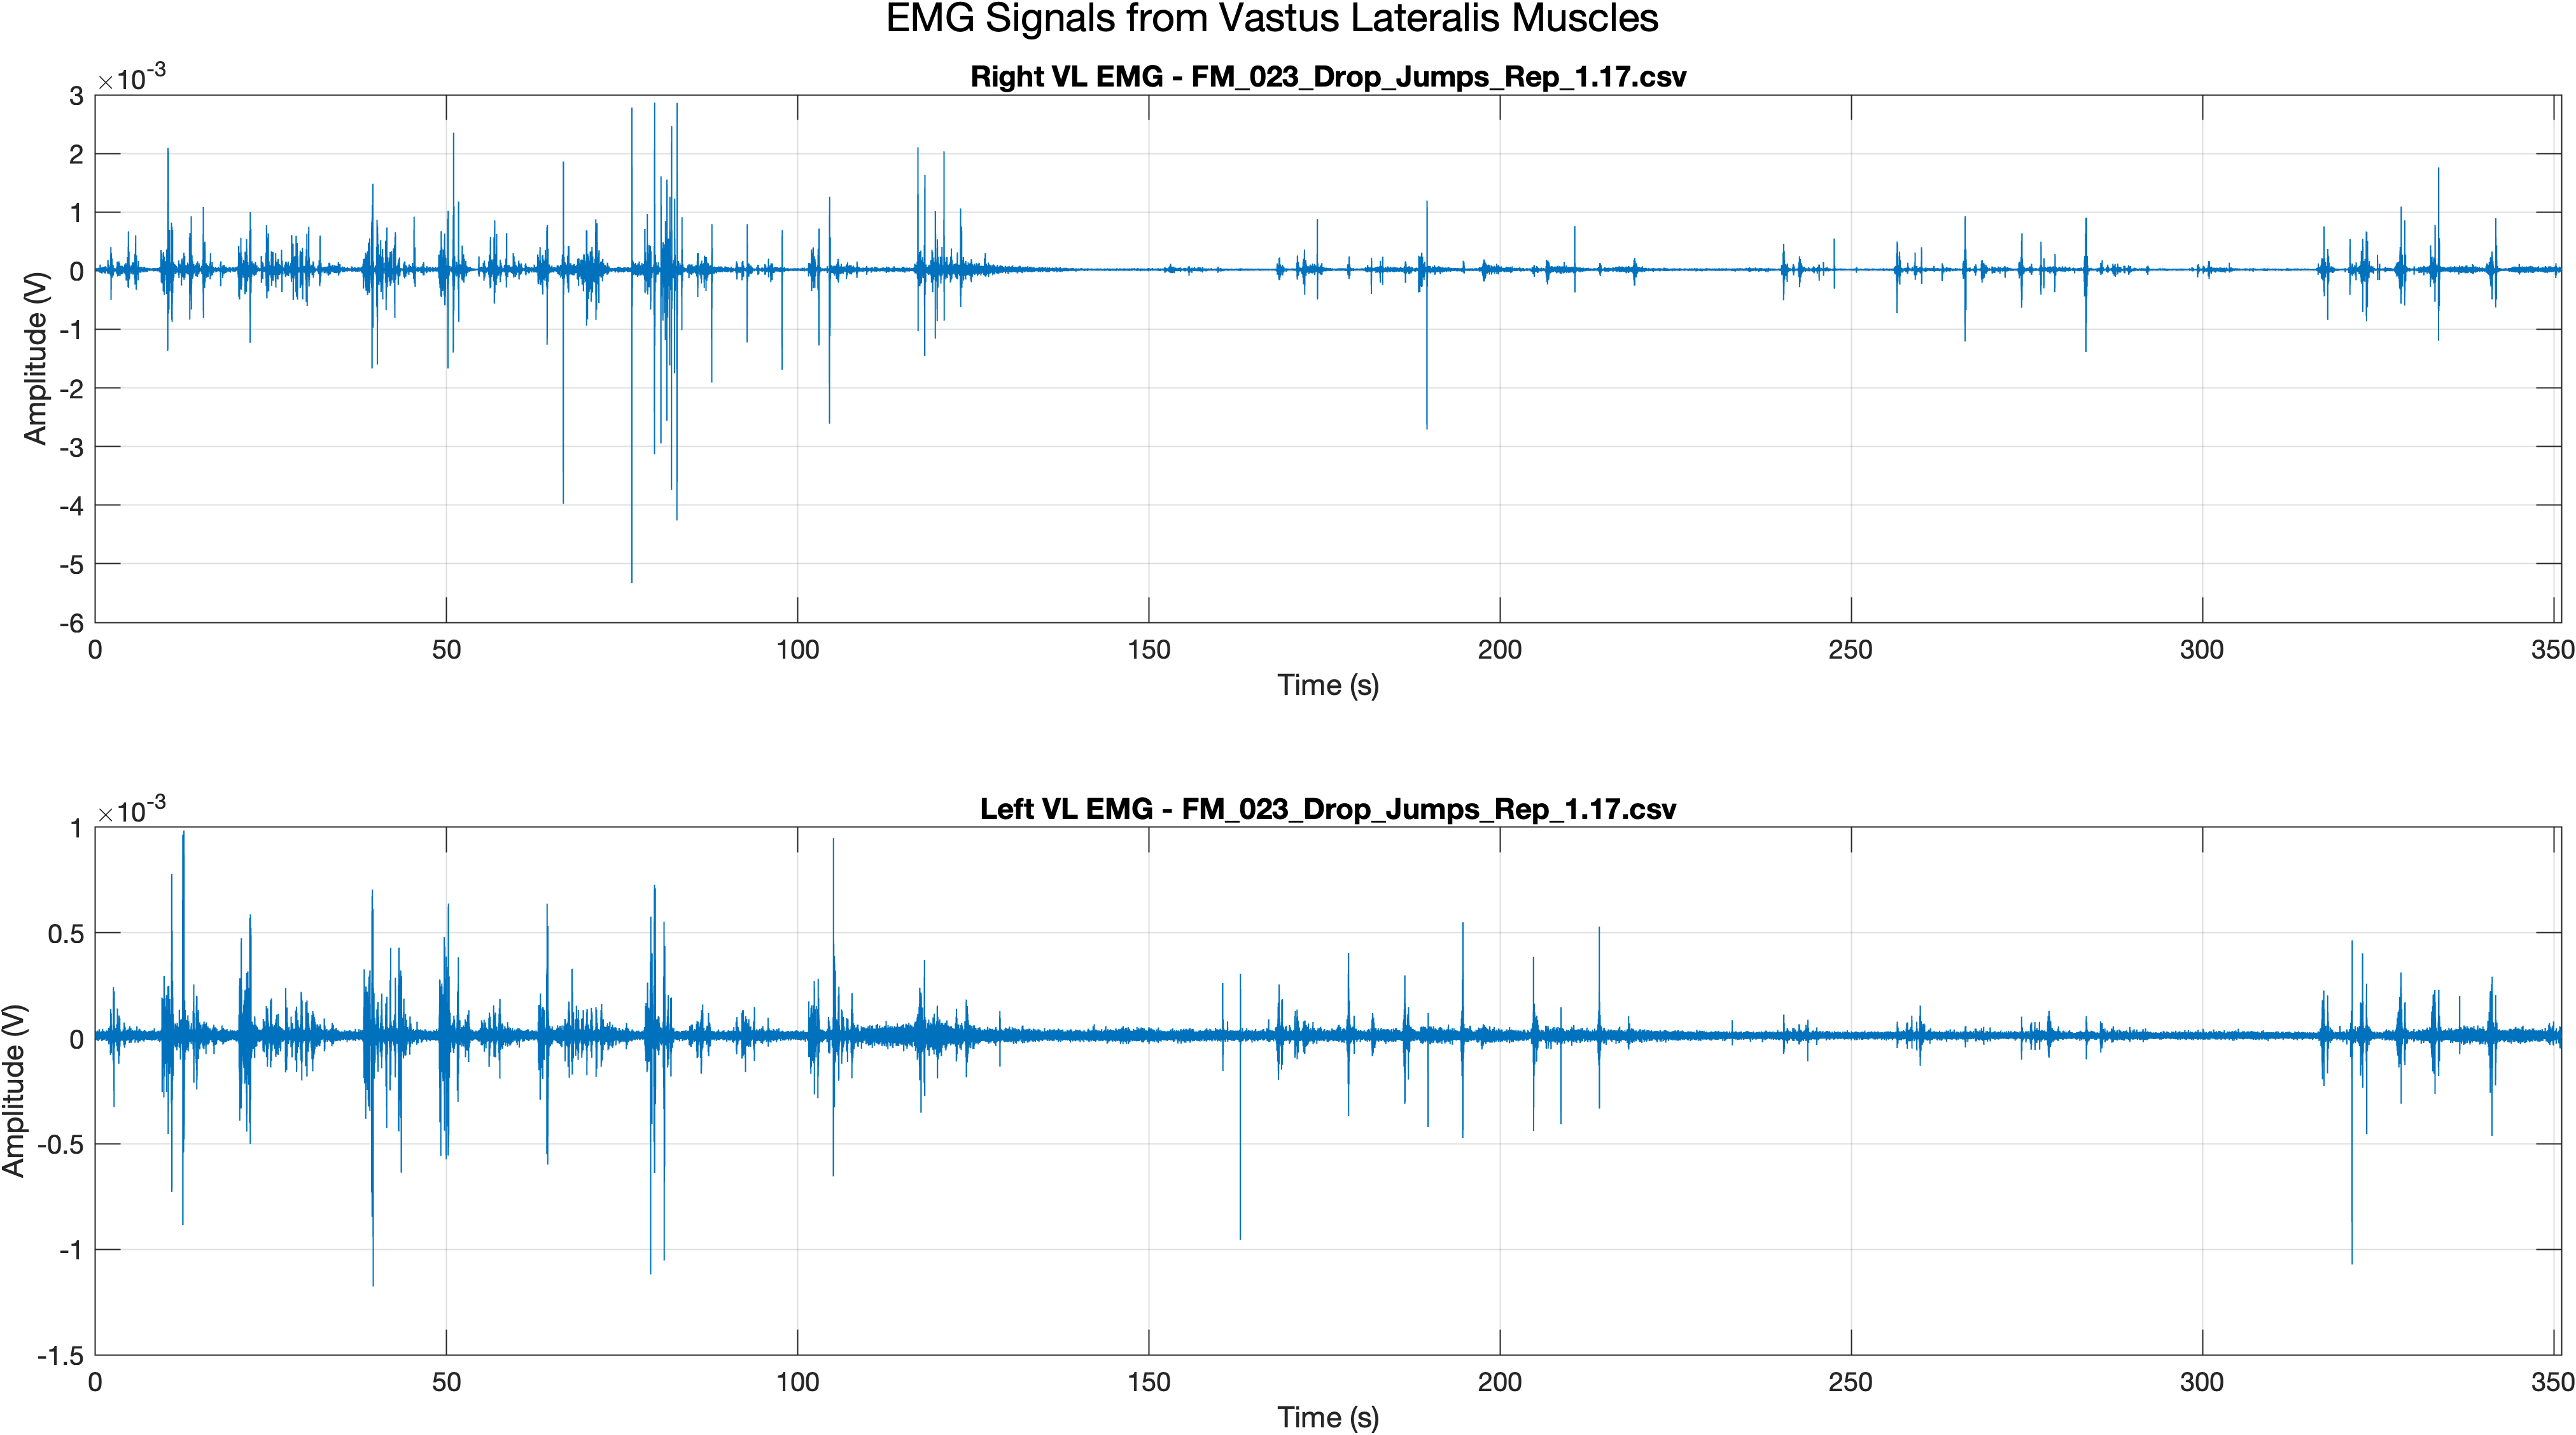 EMG Signals from Vastus Lateralis Muscles
×10-3
Right VL EMG - FM_023_Drop_Jumps_Rep_1.17.csv
3
2
1
0
-1
-2
-3
-4
-5
-6
Amplitude (V)
0 50 100 150 200 250 300 350
Time (s)
×10-3
Left VL EMG - FM_023_Drop_Jumps_Rep_1.17.csv
1
0.5
0
-0.5
-1
-1.5
Amplitude (V)
0 50 100 150 200 250 300 350
Time (s)